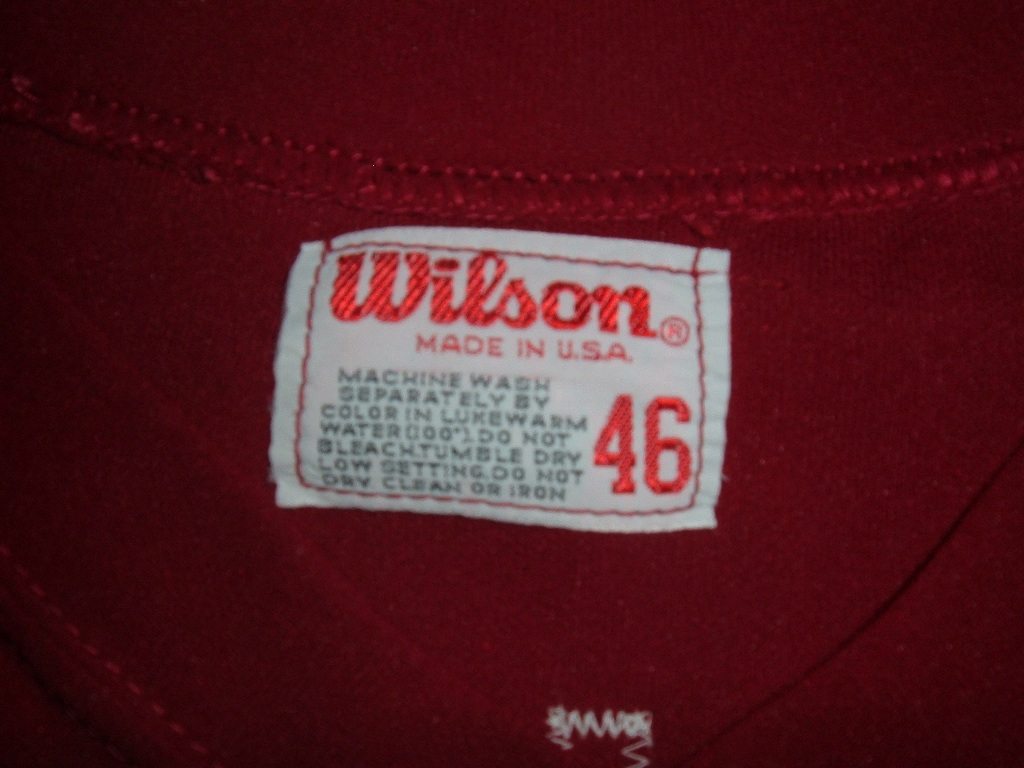 Wilson®
MADE IN U.S.A.
MACHINE WASH
SEPARATELY BY
COLOR IN LUKEWARM
WATER(100°).DO NOT
BLEACH.TUMBLE DRY
LOW SETTING.DO NOT
DRY CLEAN OR IRON
46